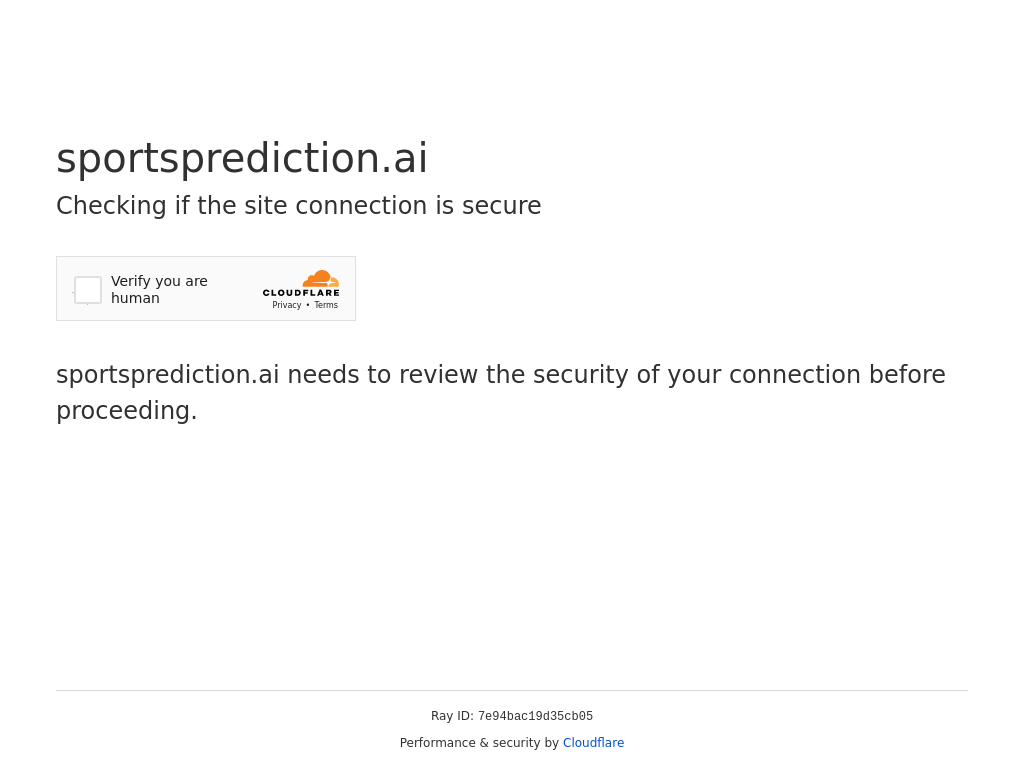 sportsprediction.ai
Checking if the site connection is secure
Verify you are
human
CLOUDFLARE
Privacy • Terms
sportsprediction.ai needs to review the security of your connection before
proceeding.
Ray ID: 7e94bac19d35cb05
Performance & security by Cloudflare